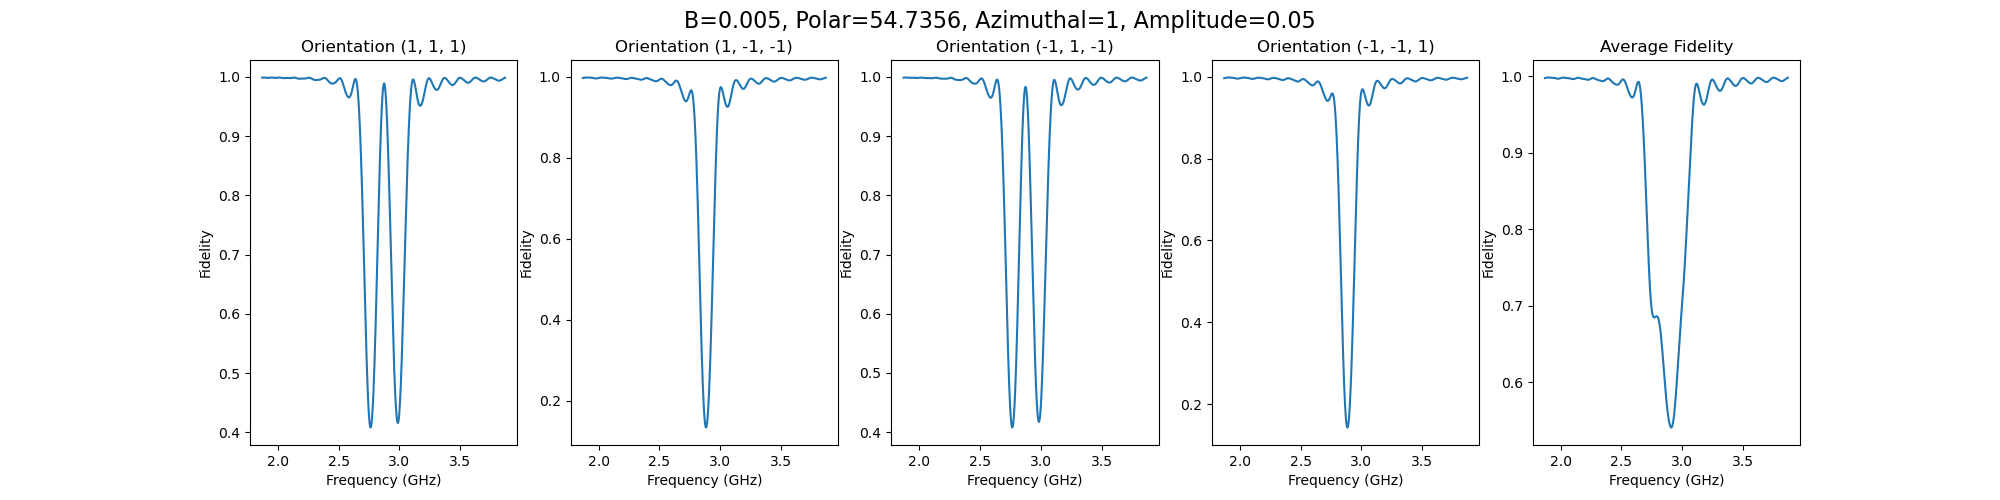 B=0.005, Polar=54.7356, Azimuthal=1, Amplitude=0.05
Orientation (1, 1, 1)
1.0
0.9
0.8
0.7
0.6
0.5
0.4
Fidelity
2.0 2.5 3.0 3.5
Frequency (GHz)
Orientation (1, -1, -1)
1.0
0.8
0.6
0.4
0.2
Fidelity
2.0 2.5 3.0 3.5
Frequency (GHz)
Orientation (-1, 1, -1)
1.0
0.9
0.8
0.7
0.6
0.5
0.4
Fidelity
2.0 2.5 3.0 3.5
Frequency (GHz)
Orientation (-1, -1, 1)
1.0
0.8
0.6
0.4
0.2
Fidelity
2.0 2.5 3.0 3.5
Frequency (GHz)
Average Fidelity
1.0
0.9
0.8
0.7
0.6
Fidelity
2.0 2.5 3.0 3.5
Frequency (GHz)